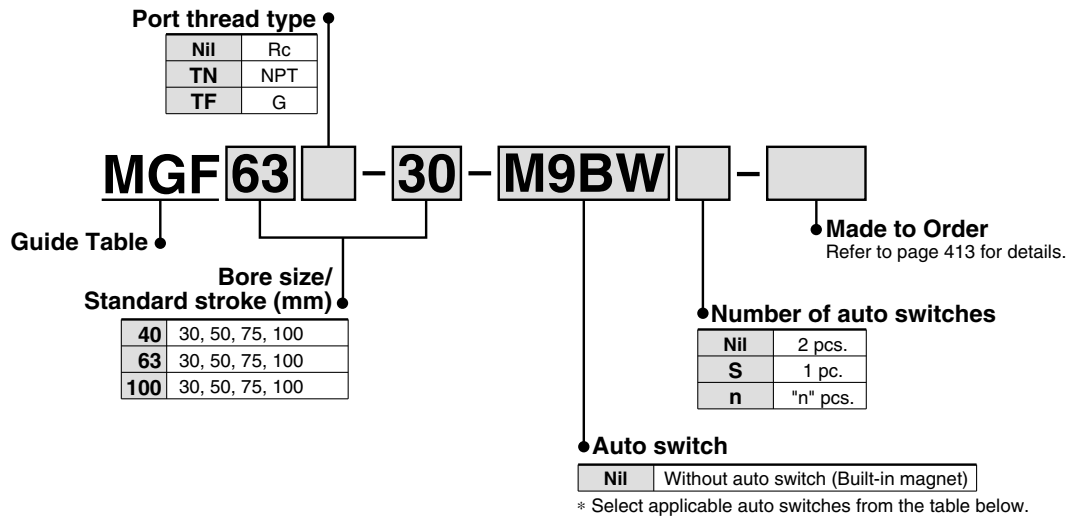 Port thread type
Nil Rc
TN NPT
TF G
MGF 63 - 30 - M9BW -
Guide Table
Bore size/
Standard stroke (mm)
40 30, 50, 75, 100
63 30, 50, 75, 100
100 30, 50, 75, 100
Made to Order
Refer to page 413 for details.
Number of auto switches
Nil 2 pcs.
S 1 pc.
n "n" pcs.
Auto switch
Nil Without auto switch (Built-in magnet)
∗ Select applicable auto switches from the table below.